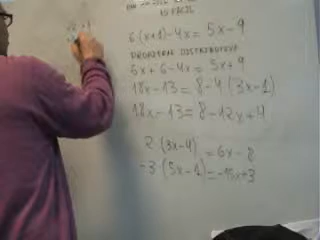 LO FÁCIL
6·(x+1)-4x= 5x-9
PROPIEDAD DISTRIBUTIVA
6x+6-4x = 5x+9
18x-13=8-4(3x-1)
18x-13=8-12x+4
2·(3x-4) =6x-8
-3·(5x-1)=-15x+3